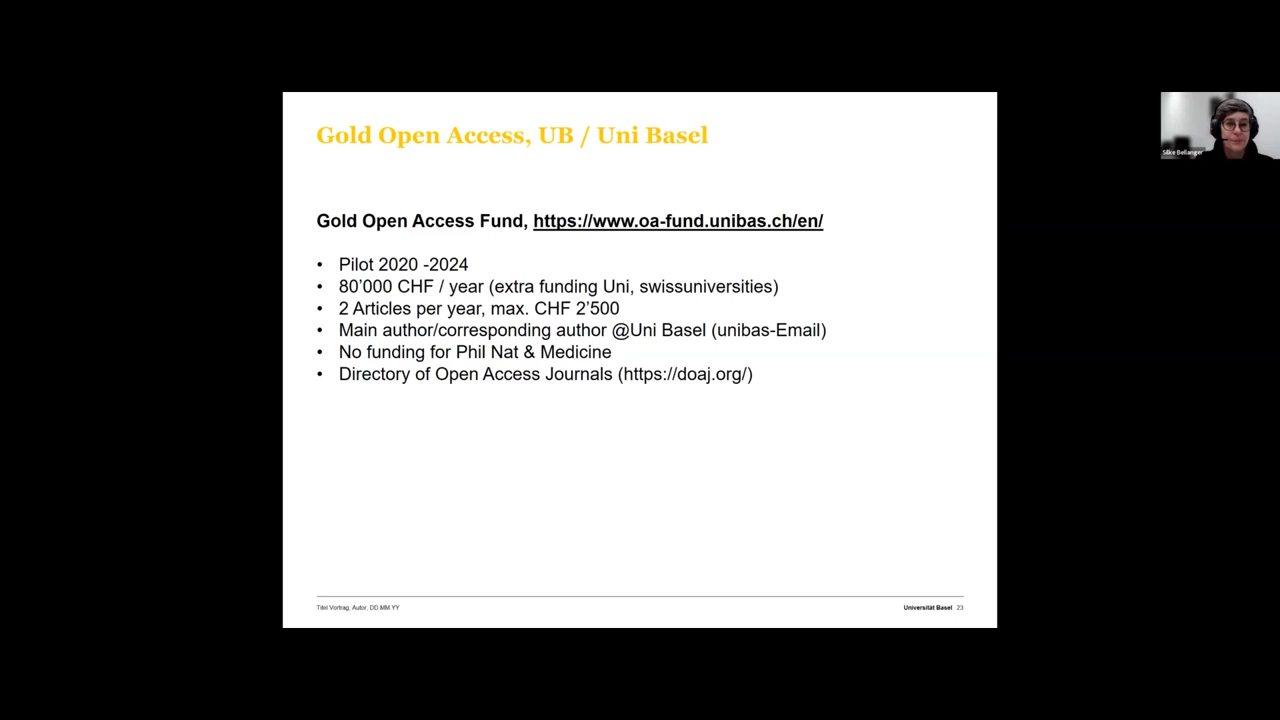 Gold Open Access, UB / Uni Basel
Silke Bellanger
Gold Open Access Fund, https://www.oa-fund.unibas.ch/en/
• Pilot 2020 -2024
• 80’000 CHF / year (extra funding Uni, swissuniversities)
• 2 Articles per year, max. CHF 2’500
• Main author/corresponding author @Uni Basel (unibas-Email)
• No funding for Phil Nat & Medicine
• Directory of Open Access Journals (https://doaj.org/)
Titel Vortrag, Autor, DD.MM.YY
Universität Basel 23